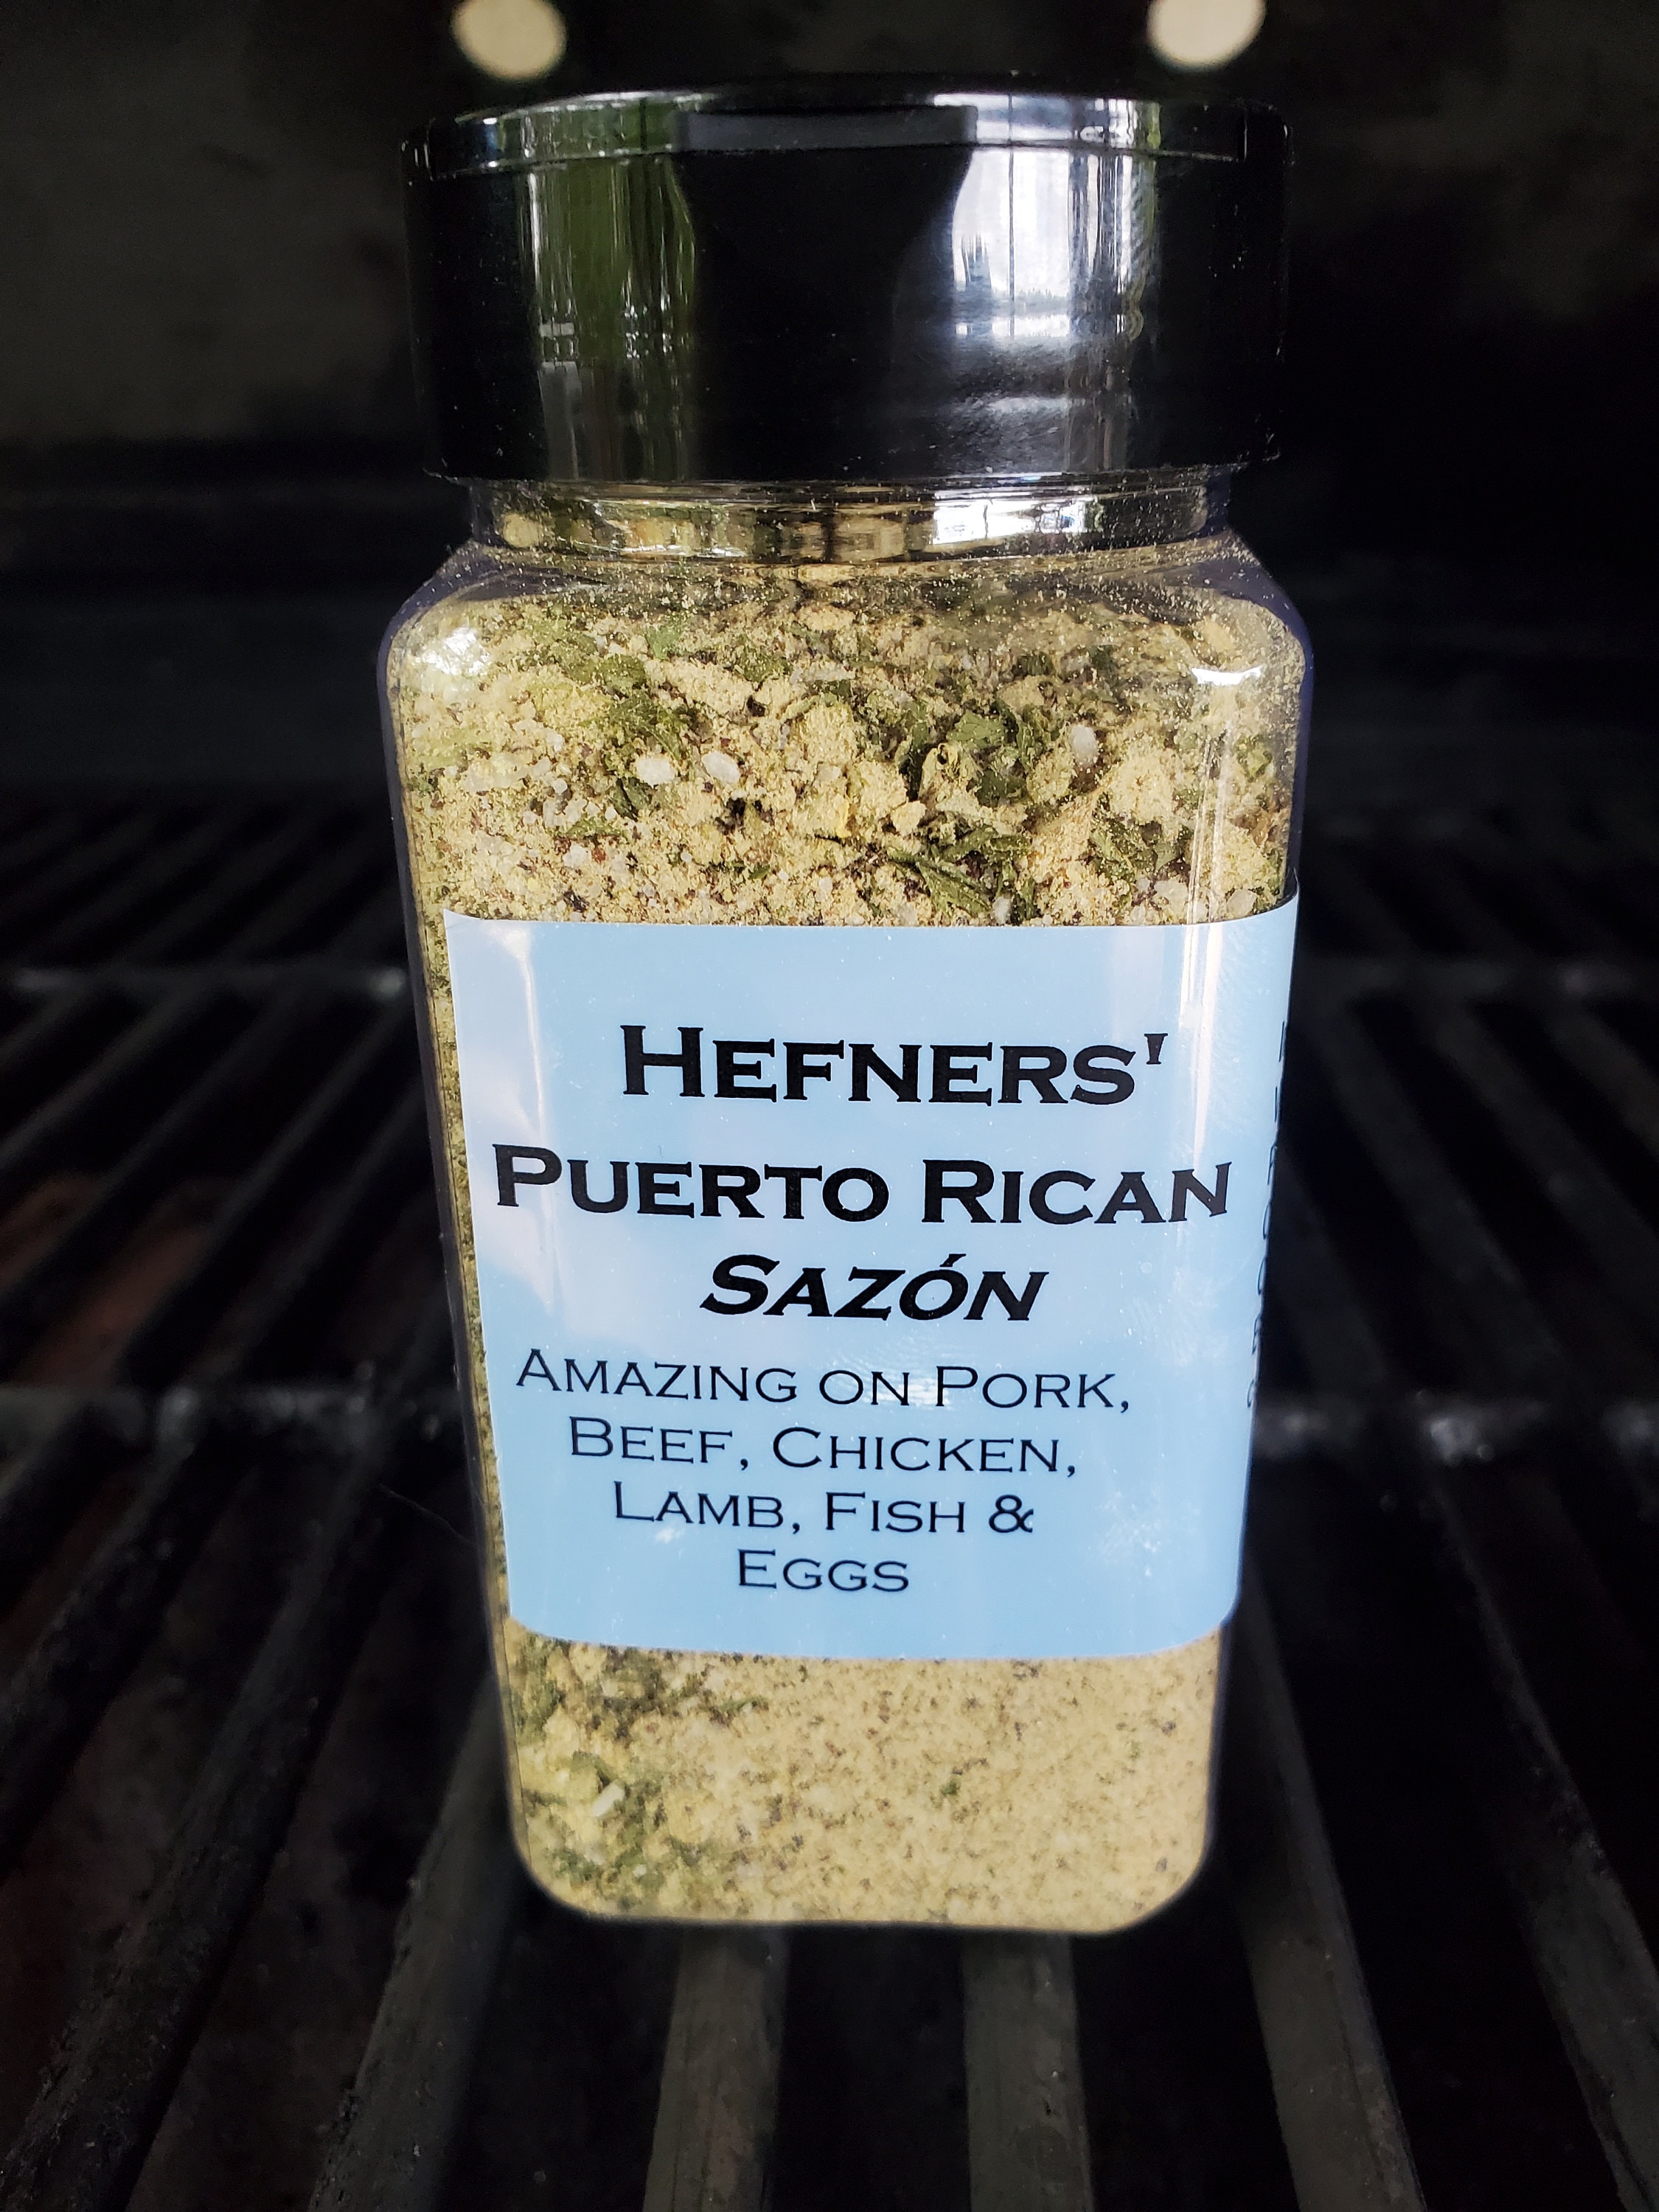 Hefners'
Puerto Rican
Sazón
Amazing on Pork,
Beef, Chicken,
Lamb, Fish &
Eggs